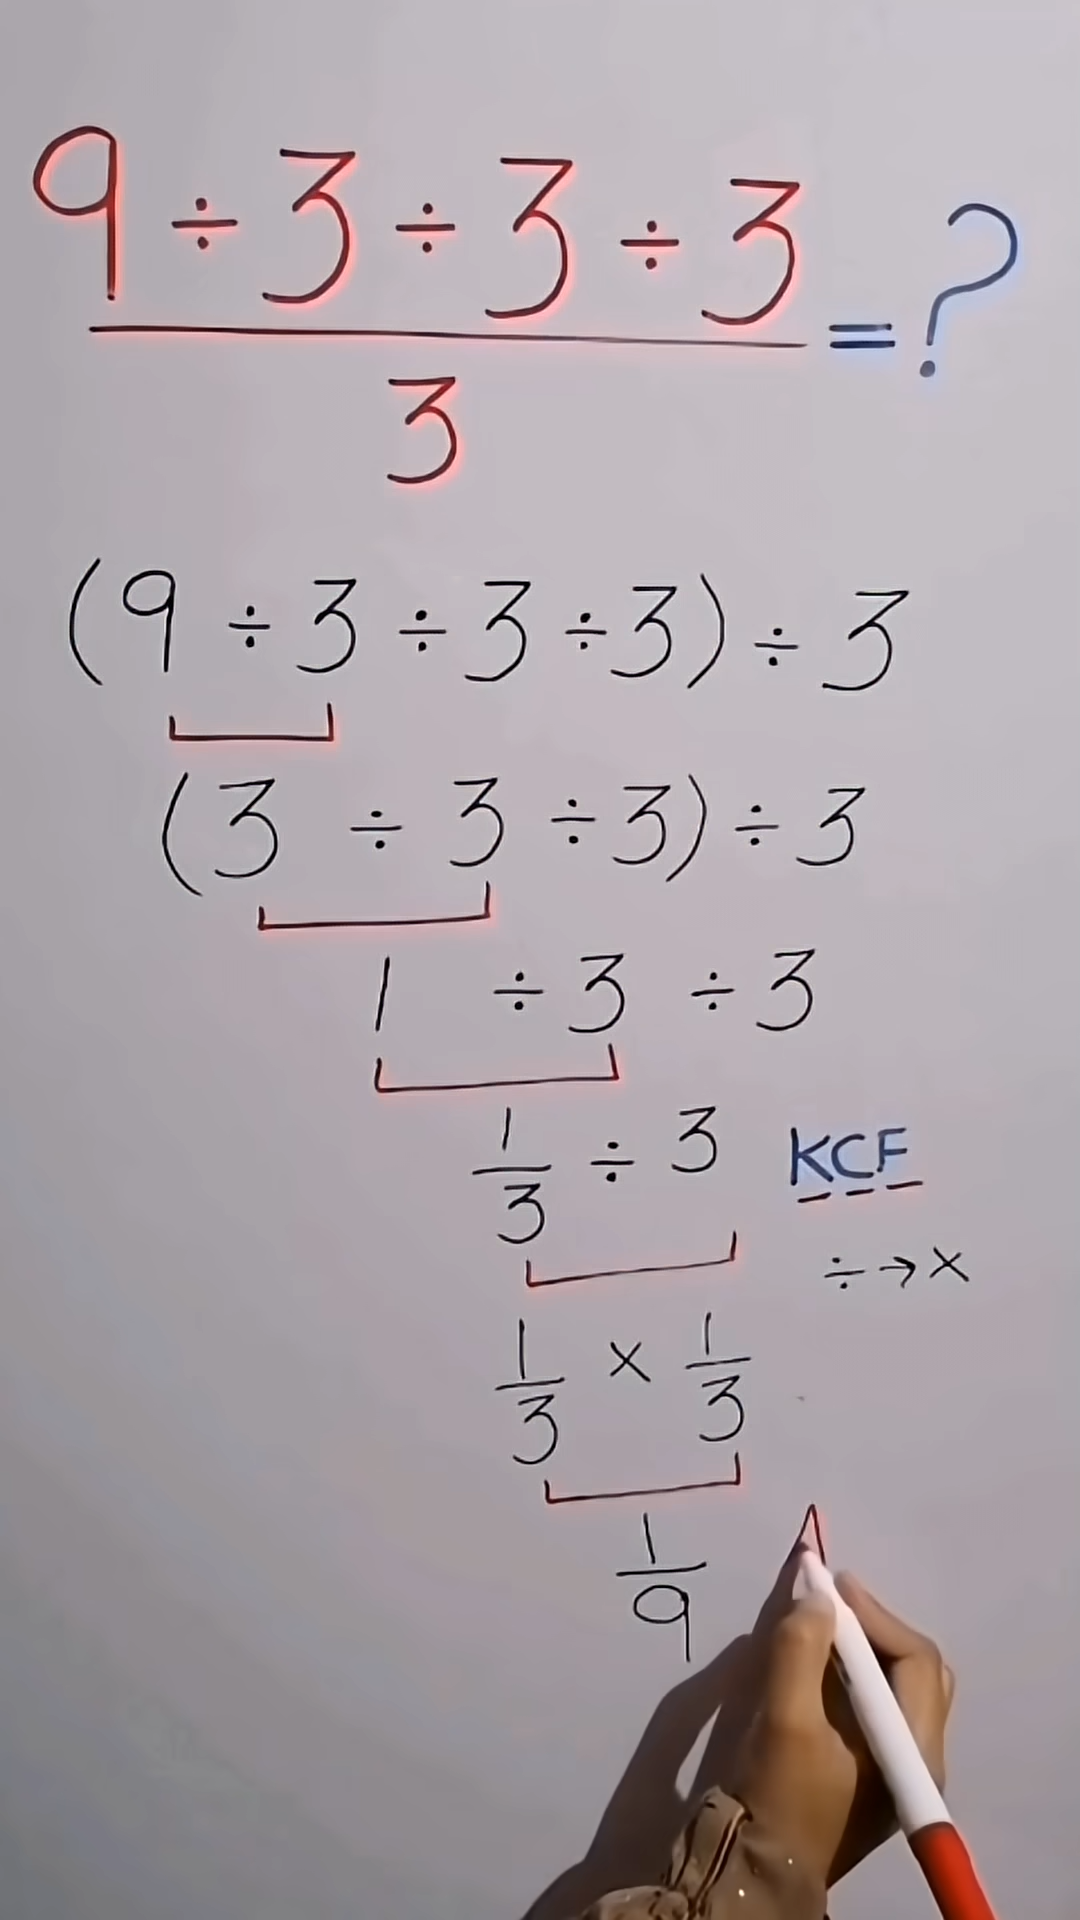 9 ÷ 3 ÷ 3 ÷ 3
3
= ?
(9 ÷ 3 ÷ 3 ÷ 3) ÷ 3
(3 ÷ 3 ÷ 3) ÷ 3
1 ÷ 3 ÷ 3
1/3 ÷ 3 KCF
÷ → ×
1/3 × 1/3
1/9